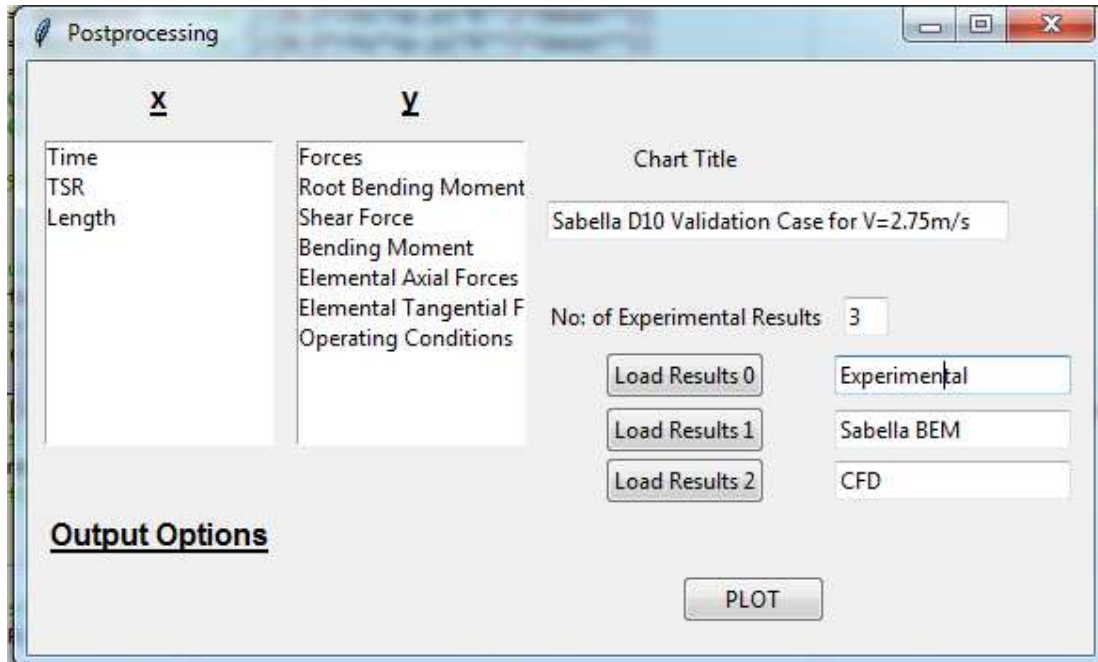 Postprocessing
x
y
Time
TSR
Length
Forces
Root Bending Moment
Shear Force
Bending Moment
Elemental Axial Forces
Elemental Tangential F
Operating Conditions
Chart Title
Sabella D10 Validation Case for V=2.75m/s
No: of Experimental Results 3
Load Results 0 Experimental
Load Results 1 Sabella BEM
Load Results 2 CFD
Output Options
PLOT